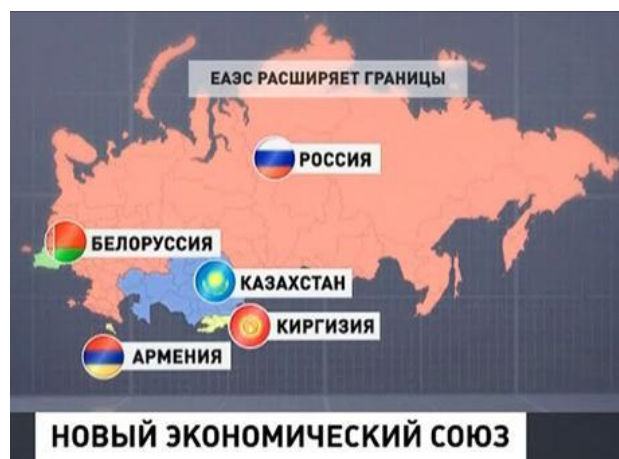 ЕАЭС РАСШИРЯЕТ ГРАНИЦЫ
РОССИЯ
БЕЛОРУССИЯ
КАЗАХСТАН
КИРГИЗИЯ
АРМЕНИЯ
НОВЫЙ ЭКОНОМИЧЕСКИЙ СОЮЗ